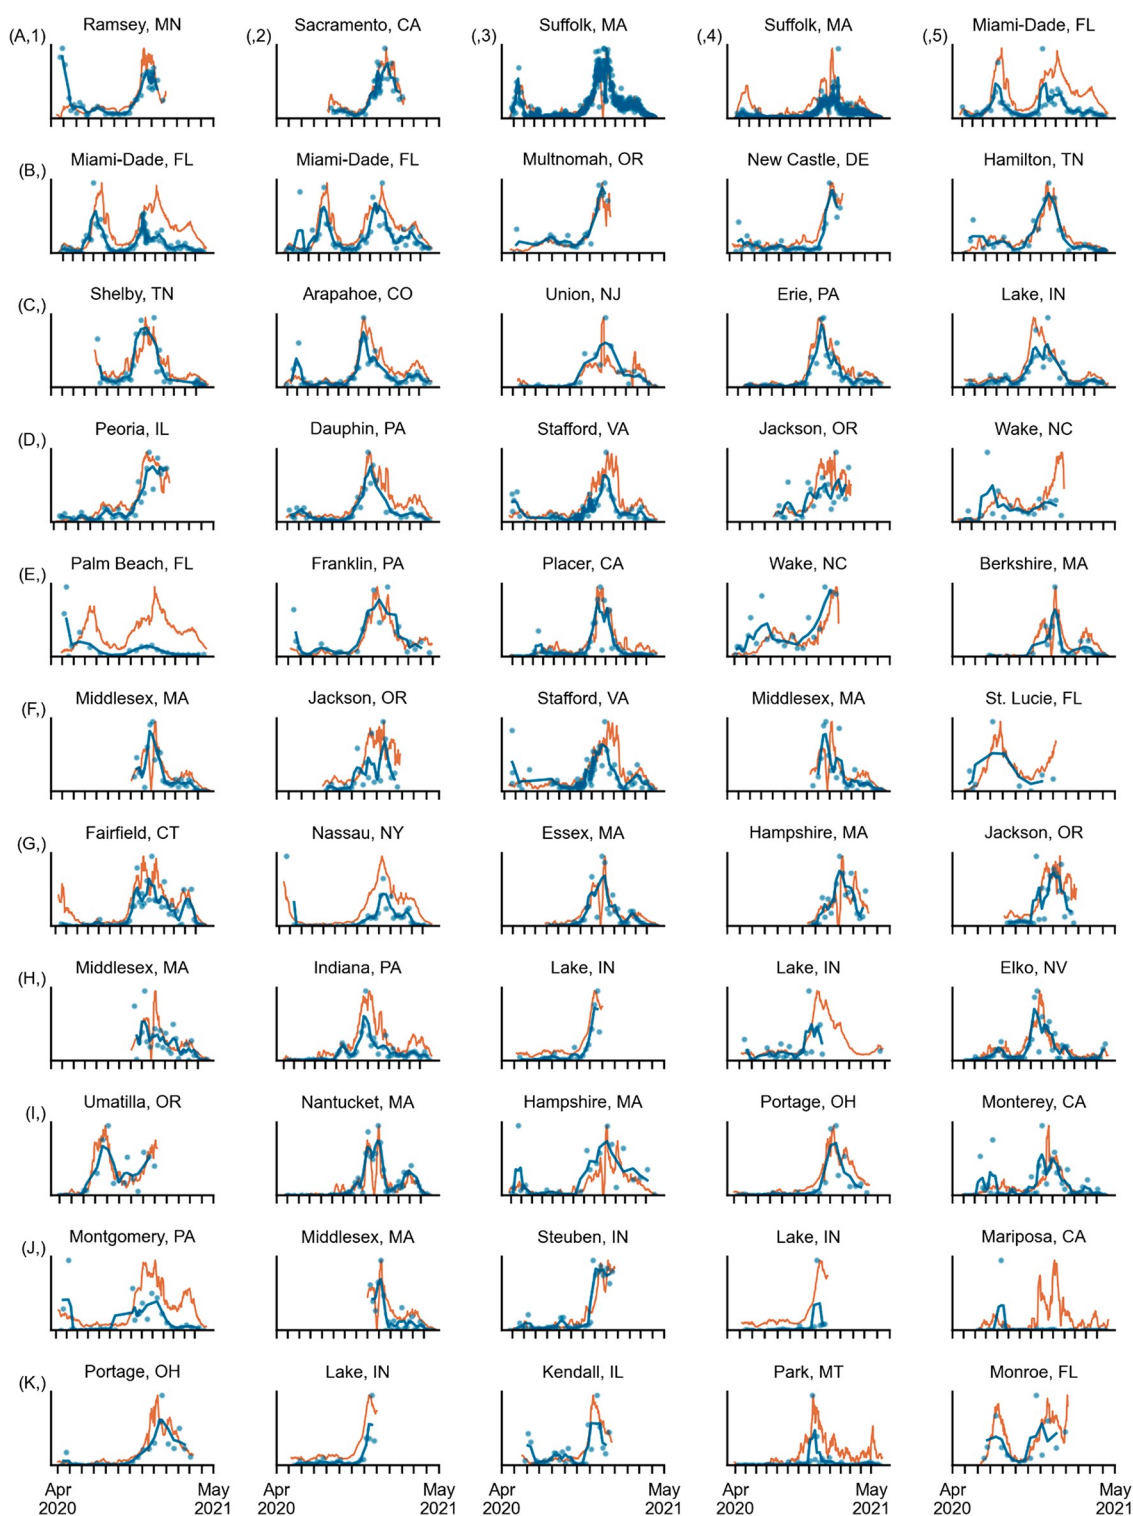 (A,1) Ramsey, MN (,2) Sacramento, CA (,3) Suffolk, MA (,4) Suffolk, MA (,5) Miami-Dade, FL
(B,) Miami-Dade, FL Miami-Dade, FL Multnomah, OR New Castle, DE Hamilton, TN
(C,) Shelby, TN Arapahoe, CO Union, NJ Erie, PA Lake, IN
(D,) Peoria, IL Dauphin, PA Stafford, VA Jackson, OR Wake, NC
(E,) Palm Beach, FL Franklin, PA Placer, CA Wake, NC Berkshire, MA
(F,) Middlesex, MA Jackson, OR Stafford, VA Middlesex, MA St. Lucie, FL
(G,) Fairfield, CT Nassau, NY Essex, MA Hampshire, MA Jackson, OR
(H,) Middlesex, MA Indiana, PA Lake, IN Lake, IN Elko, NV
(I,) Umatilla, OR Nantucket, MA Hampshire, MA Portage, OH Monterey, CA
(J,) Montgomery, PA Middlesex, MA Steuben, IN Lake, IN Mariposa, CA
(K,) Portage, OH Lake, IN Kendall, IL Park, MT Monroe, FL
Apr May Apr May Apr May Apr May Apr May
2020 2021 2020 2021 2020 2021 2020 2021 2020 2021